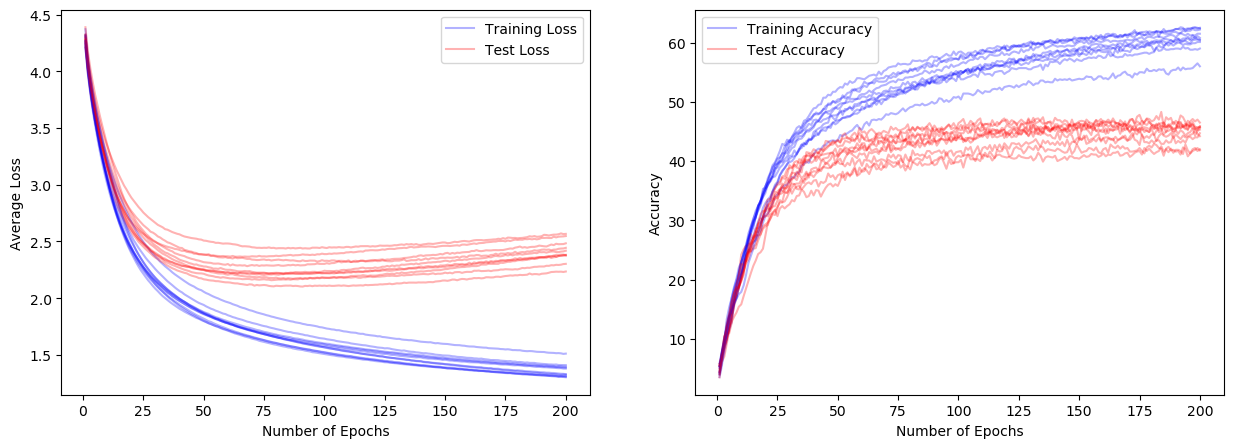 4.5
4.0
3.5
3.0
2.5
2.0
1.5
Average Loss
Training Loss
Test Loss
0 25 50 75 100 125 150 175 200
Number of Epochs
60
50
40
30
20
10
Accuracy
Training Accuracy
Test Accuracy
0 25 50 75 100 125 150 175 200
Number of Epochs